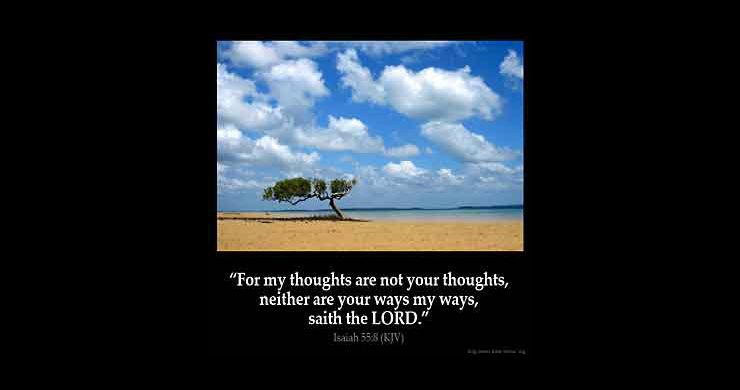 “For my thoughts are not your thoughts,
neither are your ways my ways,
saith the LORD.”
Isaiah 55:8 (KJV)